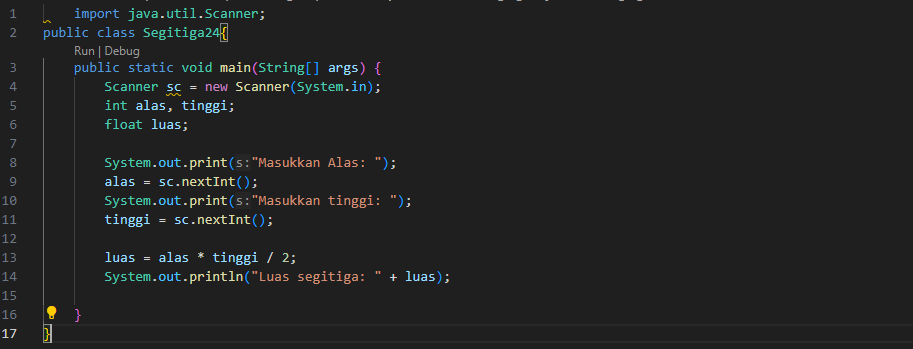 1 import java.util.Scanner;
2 public class Segitiga24{
Run | Debug
3 public static void main(String[] args) {
4 Scanner sc = new Scanner(System.in);
5 int alas, tinggi;
6 float luas;
7
8 System.out.print(s:"Masukkan Alas: ");
9 alas = sc.nextInt();
10 System.out.print(s:"Masukkan tinggi: ");
11 tinggi = sc.nextInt();
12
13 luas = alas * tinggi / 2;
14 System.out.println("Luas segitiga: " + luas);
15
16 }
17 }